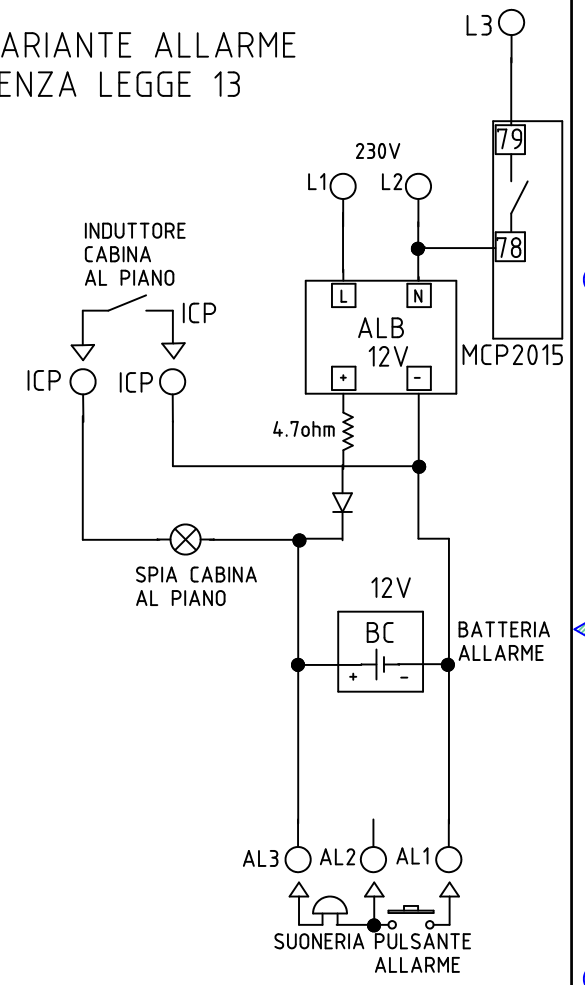 ARIANTE ALLARME
ENZA LEGGE 13
L3
79
78
MCP2015
230V
L1
L2
L
N
ALB
12V
+
-
4.7ohm
INDUTTORE
CABINA
AL PIANO
ICP
ICP
ICP
SPIA CABINA
AL PIANO
12V
BC
+
-
BATTERIA
ALLARME
AL3
AL2
AL1
SUONERIA
PULSANTE
ALLARME